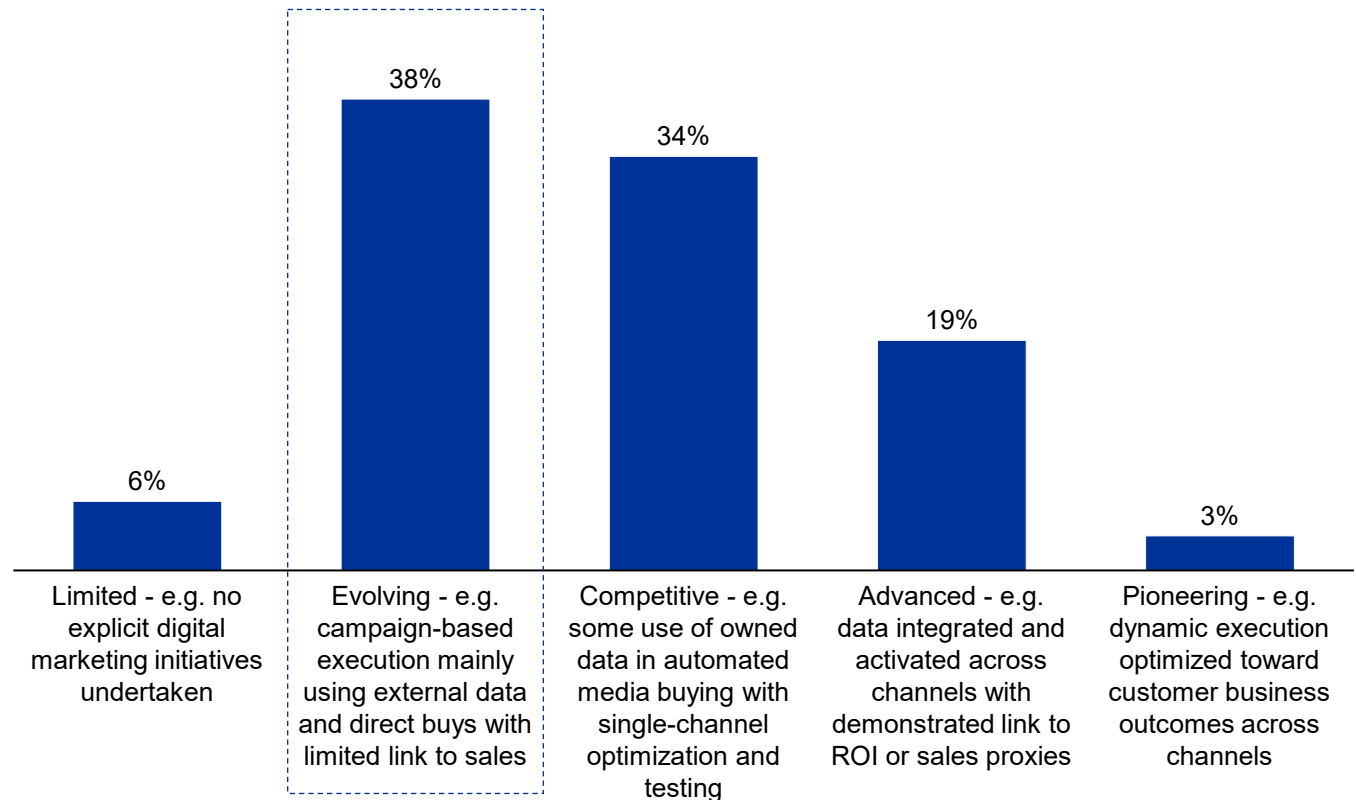 38%
34%
19%
6%
3%
Limited - e.g. no
explicit digital
marketing initiatives
undertaken
Evolving - e.g.
campaign-based
execution mainly
using external data
and direct buys with
limited link to sales
Competitive - e.g.
some use of owned
data in automated
media buying with
single-channel
optimization and
testing
Advanced - e.g.
data integrated and
activated across
channels with
demonstrated link to
ROI or sales proxies
Pioneering - e.g.
dynamic execution
optimized toward
customer business
outcomes across
channels